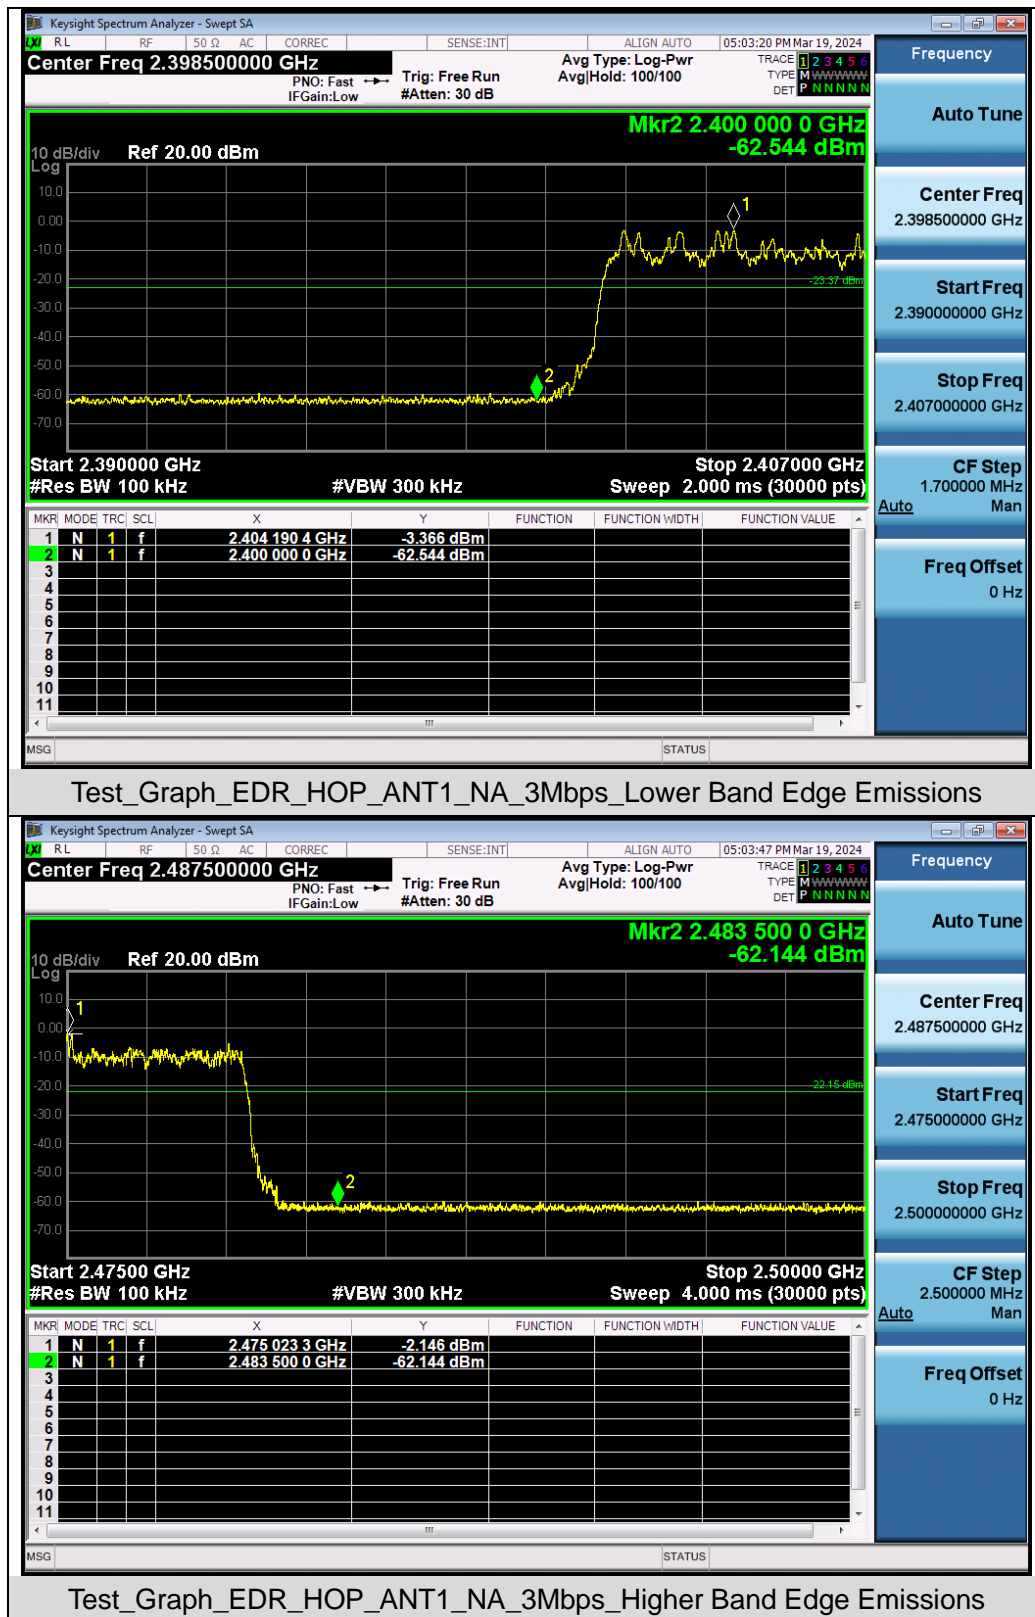 Keysight Spectrum Analyzer - Swept SA
LXI RL RF 50 Ω AC CORREC SENSE:INT ALIGN AUTO 05:03:20 PM Mar 19, 2024
Center Freq 2.398500000 GHz
PNO: Fast
IFGain:Low
Trig: Free Run
#Atten: 30 dB
Avg Type: Log-Pwr
Avg|Hold: 100/100
TRACE 1 2 3 4 5 6
TYPE M WWWWW
DET P N N N N N
Frequency
Auto Tune
Center Freq
2.398500000 GHz
Start Freq
2.390000000 GHz
Stop Freq
2.407000000 GHz
CF Step
1.700000 MHz
Auto Man
Freq Offset
0 Hz
Mkr2 2.400 000 0 GHz
-62.544 dBm
10 dB/div Ref 20.00 dBm
Log
10.0
0.00
-10.0
-20.0
-30.0
-40.0
-50.0
-60.0
-70.0
1
-23.37 dBm
2
Start 2.390000 GHz Stop 2.407000 GHz
#Res BW 100 kHz #VBW 300 kHz Sweep 2.000 ms (30000 pts)
MKR MODE TRC SCL X Y FUNCTION FUNCTION WIDTH FUNCTION VALUE
1 N 1 f 2.404 190 4 GHz -3.366 dBm
2 N 1 f 2.400 000 0 GHz -62.544 dBm
3
4
5
6
7
8
9
10
11
MSG STATUS
Test_Graph_EDR_HOP_ANT1_NA_3Mbps_Lower Band Edge Emissions
Keysight Spectrum Analyzer - Swept SA
LXI RL RF 50 Ω AC CORREC SENSE:INT ALIGN AUTO 05:03:47 PM Mar 19, 2024
Center Freq 2.487500000 GHz
PNO: Fast
IFGain:Low
Trig: Free Run
#Atten: 30 dB
Avg Type: Log-Pwr
Avg|Hold: 100/100
TRACE 1 2 3 4 5 6
TYPE M WWWWW
DET P N N N N N
Frequency
Auto Tune
Center Freq
2.487500000 GHz
Start Freq
2.475000000 GHz
Stop Freq
2.500000000 GHz
CF Step
2.500000 MHz
Auto Man
Freq Offset
0 Hz
Mkr2 2.483 500 0 GHz
-62.144 dBm
10 dB/div Ref 20.00 dBm
Log
10.0
0.00
-10.0
-20.0
-30.0
-40.0
-50.0
-60.0
-70.0
1
-22.15 dBm
2
Start 2.47500 GHz Stop 2.50000 GHz
#Res BW 100 kHz #VBW 300 kHz Sweep 4.000 ms (30000 pts)
MKR MODE TRC SCL X Y FUNCTION FUNCTION WIDTH FUNCTION VALUE
1 N 1 f 2.475 023 3 GHz -2.146 dBm
2 N 1 f 2.483 500 0 GHz -62.144 dBm
3
4
5
6
7
8
9
10
11
MSG STATUS
Test_Graph_EDR_HOP_ANT1_NA_3Mbps_Higher Band Edge Emissions